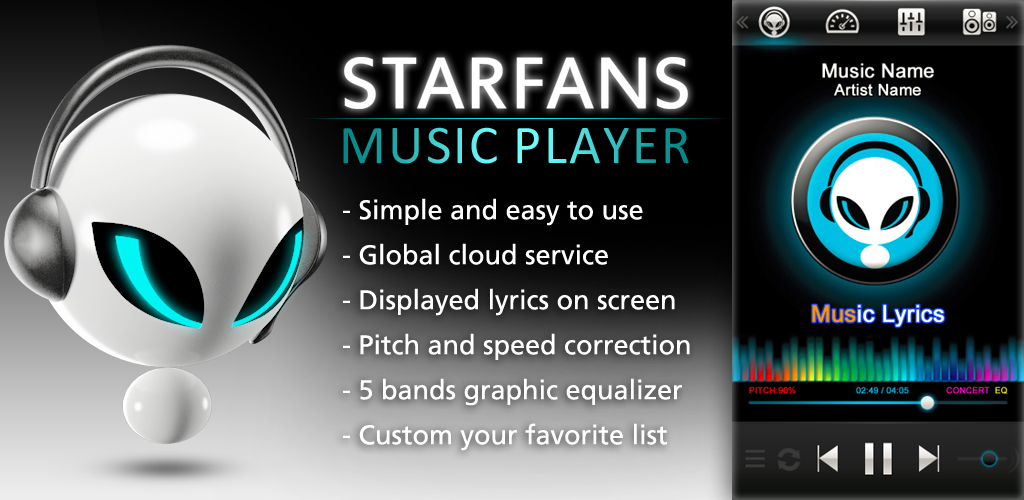 STARFANS
MUSIC PLAYER
- Simple and easy to use
- Global cloud service
- Displayed lyrics on screen
- Pitch and speed correction
- 5 bands graphic equalizer
- Custom your favorite list
Music Name
Artist Name
Music Lyrics
PITCH:90% 02:49 / 04:05 CONCERT EQ